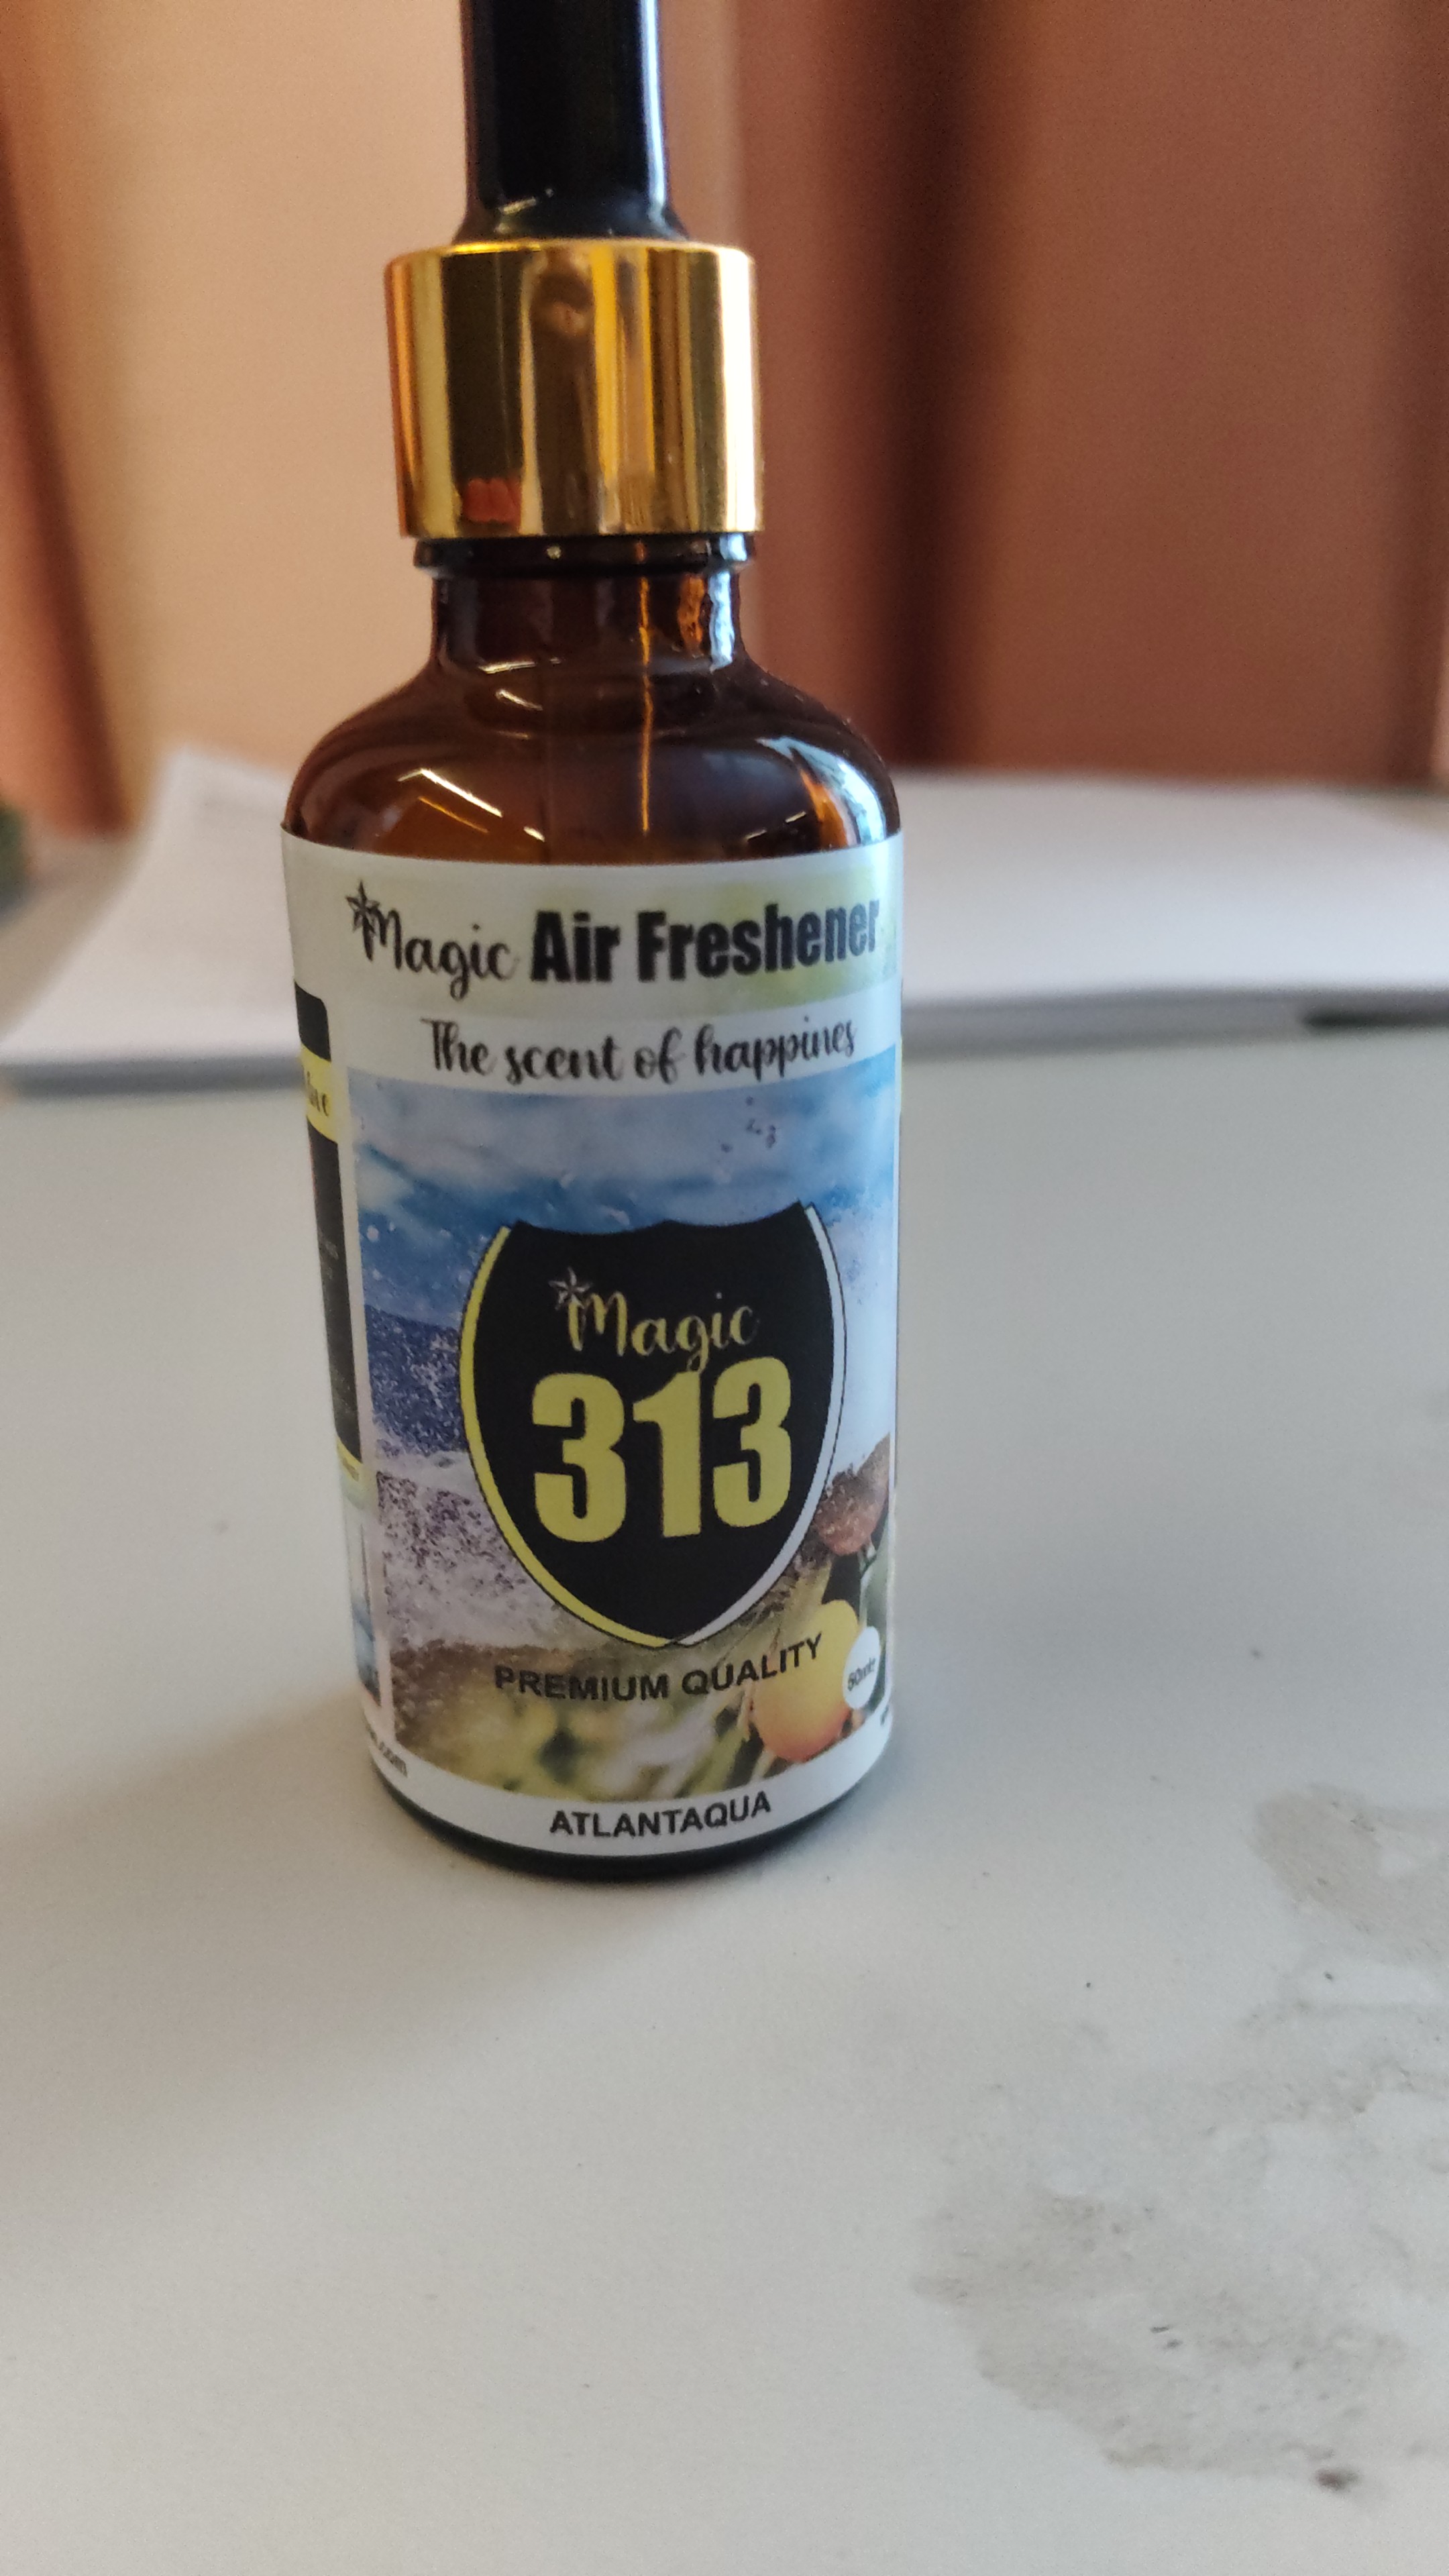 Magic Air Freshener
The scent of happines
Magic
313
PREMIUM QUALITY
ATLANTAQUA